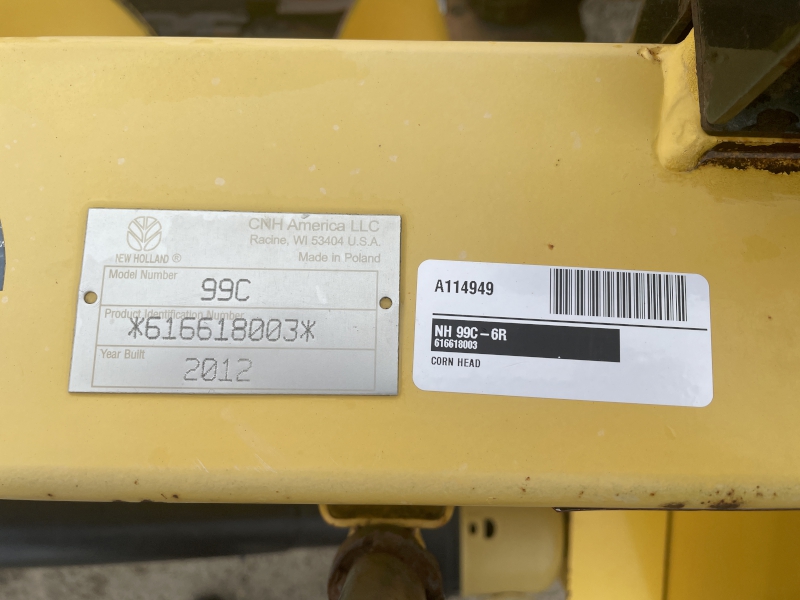 NEW HOLLAND ®
CNH America LLC
Racine, WI 53404 U.S.A.
Made in Poland
Model Number
99C
Product Identification Number
*616618003*
Year Built
2012
A114949
NH 99C-6R
616618003
CORN HEAD